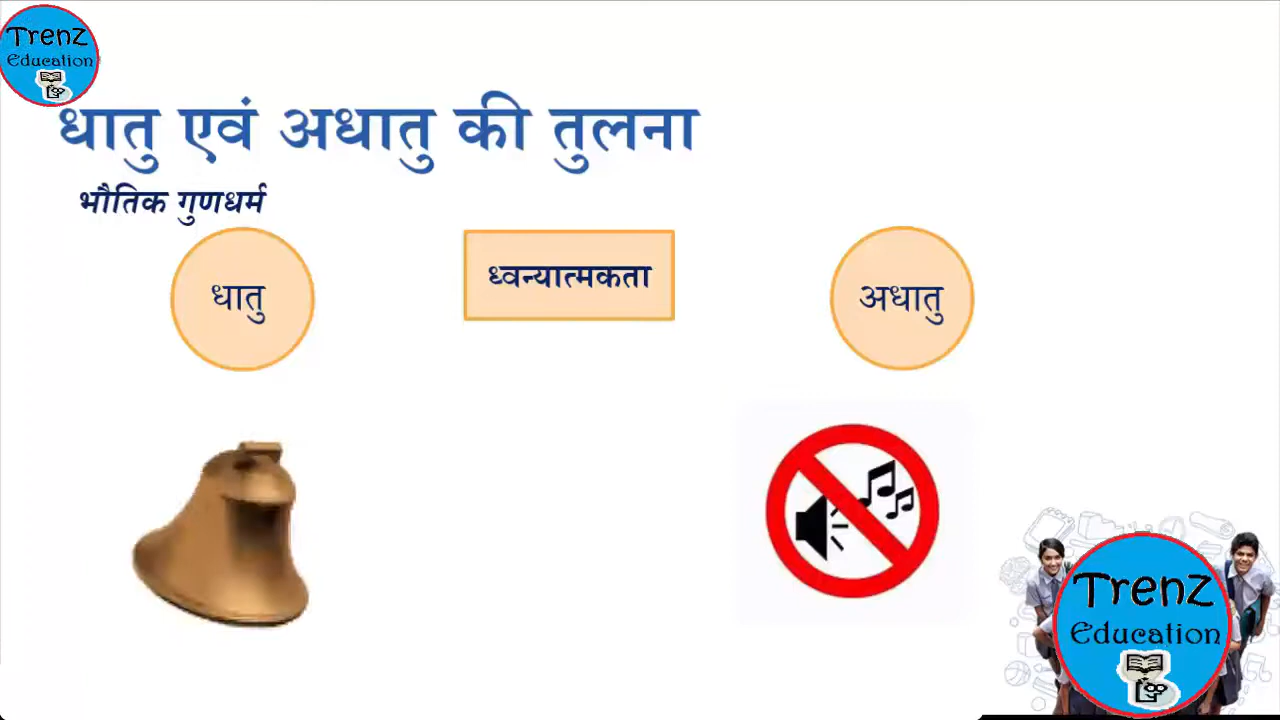 Trenz
Education
धातु एवं अधातु की तुलना
भौतिक गुणधर्म
धातु
ध्वन्यात्मकता
अधातु
Trenz
Education